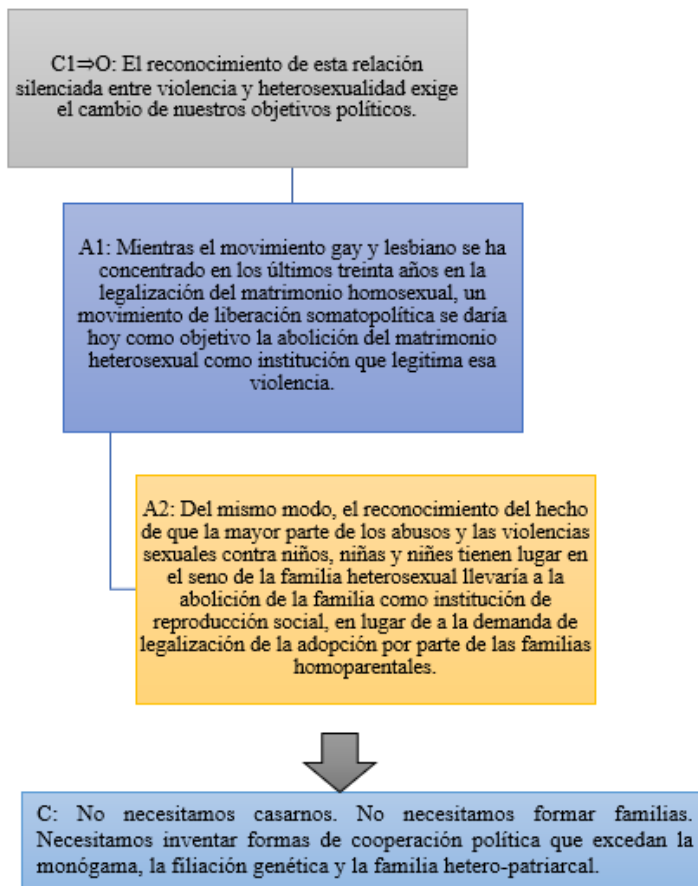 C1⇒O: El reconocimiento de esta relación
silenciada entre violencia y heterosexualidad exige
el cambio de nuestros objetivos políticos.
A1: Mientras el movimiento gay y lesbiano se ha
concentrado en los últimos treinta años en la
legalización del matrimonio homosexual, un
movimiento de liberación somatopolítica se daría
hoy como objetivo la abolición del matrimonio
heterosexual como institución que legitima esa
violencia.
A2: Del mismo modo, el reconocimiento del hecho
de que la mayor parte de los abusos y las violencias
sexuales contra niños, niñas y niñes tienen lugar en
el seno de la familia heterosexual llevaría a la
abolición de la familia como institución de
reproducción social, en lugar de a la demanda de
legalización de la adopción por parte de las familias
homoparentales.
C: No necesitamos casarnos. No necesitamos formar familias.
Necesitamos inventar formas de cooperación política que excedan la
monógama, la filiación genética y la familia hetero-patriarcal.